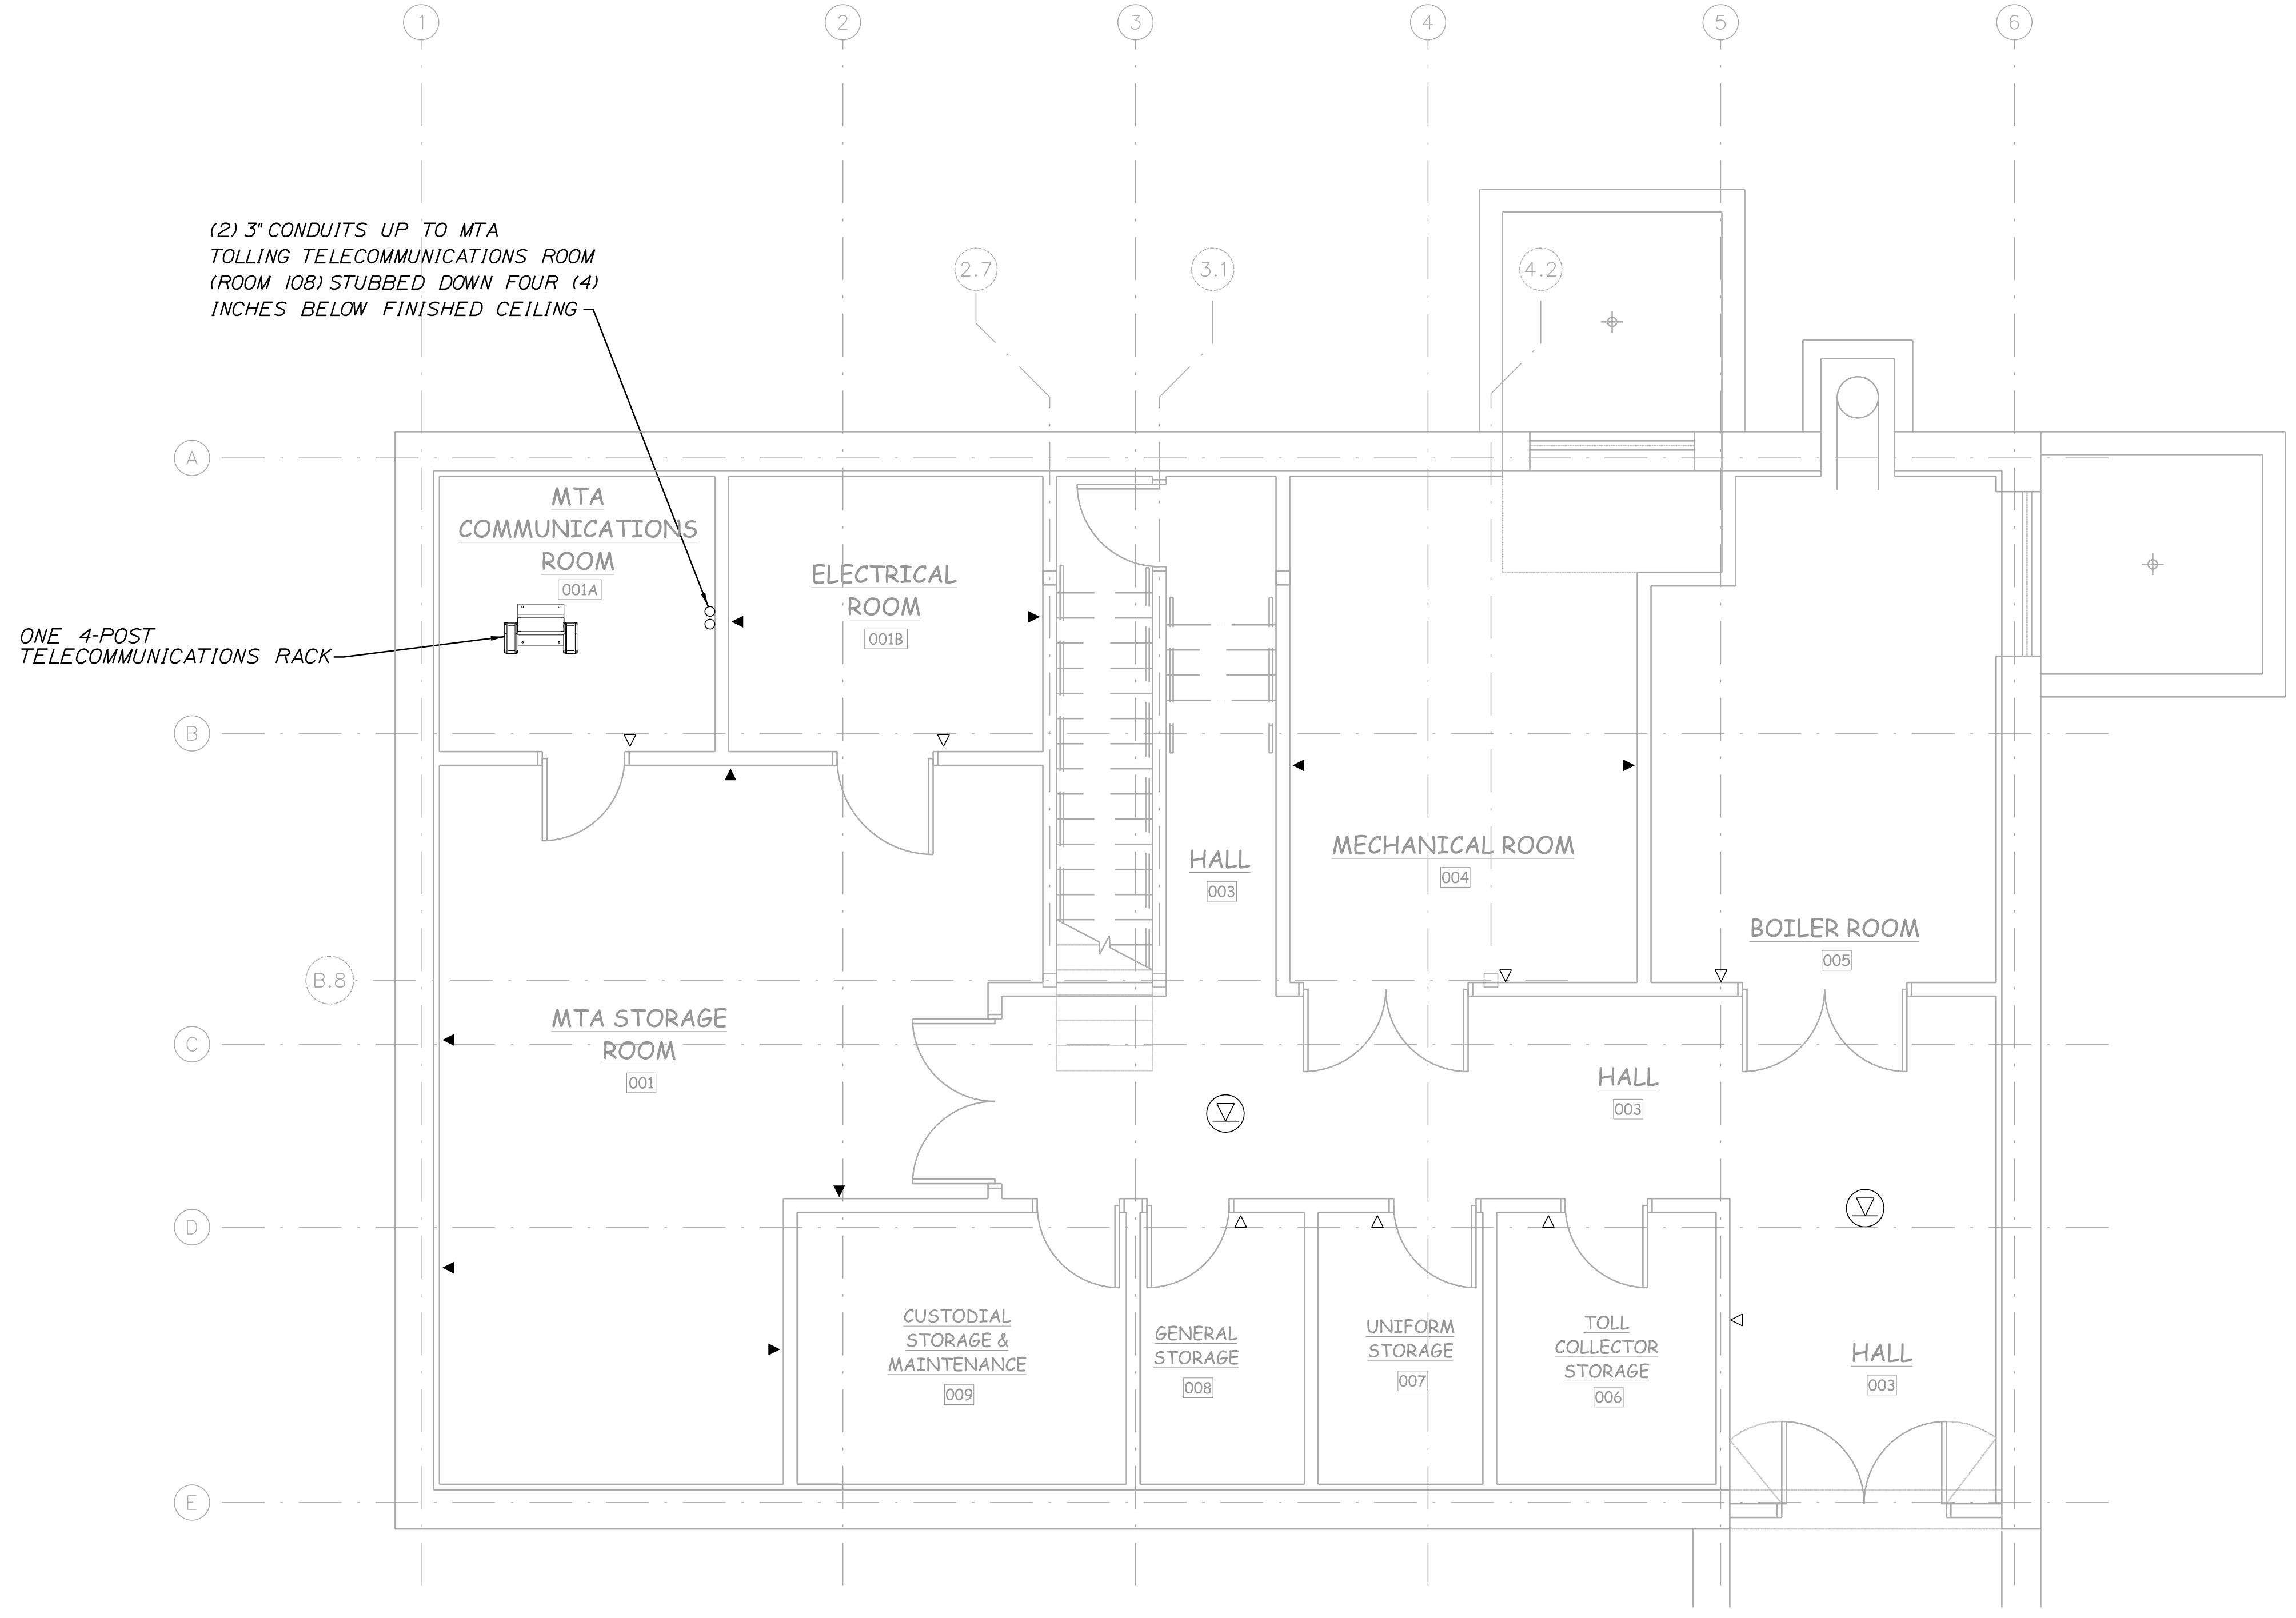 1
2
3
4
5
6
(2) 3" CONDUITS UP TO MTA
TOLLING TELECOMMUNICATIONS ROOM
(ROOM 108) STUBBED DOWN FOUR (4)
INCHES BELOW FINISHED CEILING
2.7
3.1
4.2
A
MTA
COMMUNICATIONS
ROOM
001A
ELECTRICAL
ROOM
001B
ONE 4-POST
TELECOMMUNICATIONS RACK
B
HALL
003
MECHANICAL ROOM
004
BOILER ROOM
005
B.8
MTA STORAGE
ROOM
001
C
HALL
003
D
CUSTODIAL
STORAGE &
MAINTENANCE
009
GENERAL
STORAGE
008
UNIFORM
STORAGE
007
TOLL
COLLECTOR
STORAGE
006
HALL
003
E